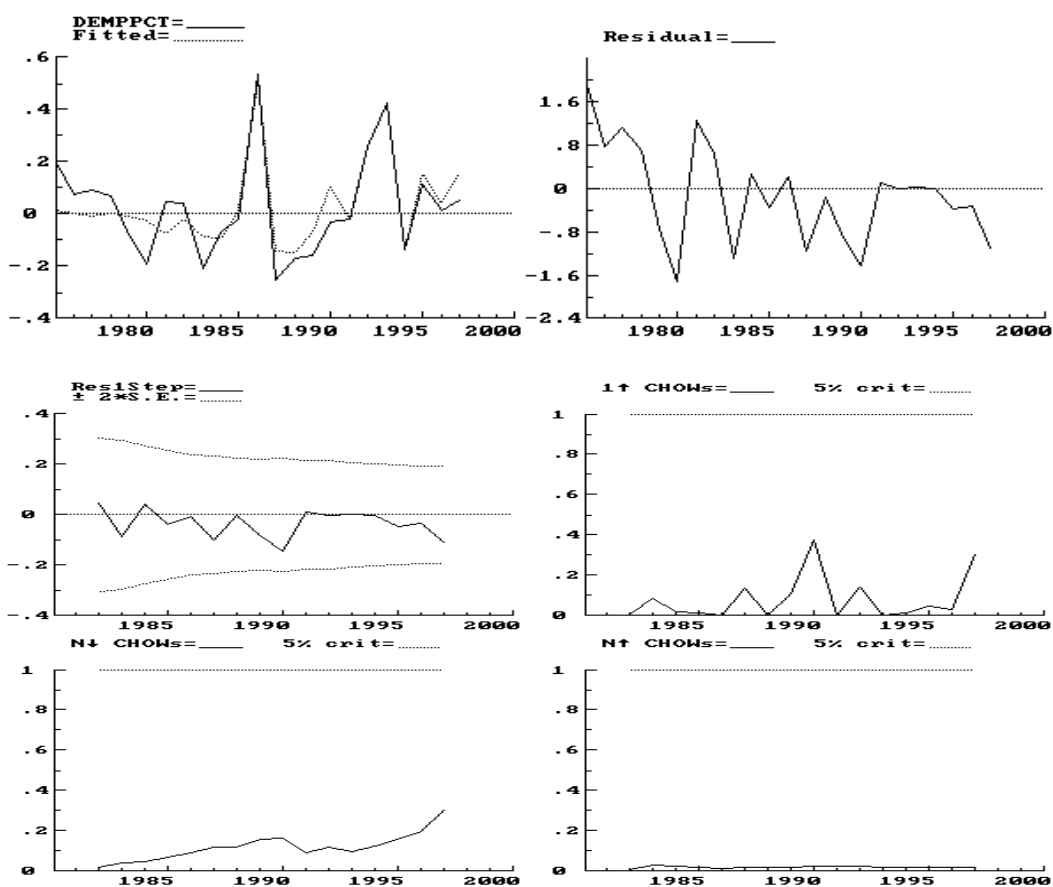 DEMPPCT=
Fitted=
.6
.4
.2
0
-.2
-.4
1980 1985 1990 1995 2000
Residual=
1.6
.8
0
-.8
-1.6
-2.4
1980 1985 1990 1995 2000
Res1Step=
± 2*S.E.=
.4
.2
0
-.2
-.4
1985 1990 1995 2000
1↑ CHOWs= 5% crit=
1
.8
.6
.4
.2
0
1985 1990 1995 2000
N↓ CHOWs= 5% crit=
1
.8
.6
.4
.2
0
1985 1990 1995 2000
N↑ CHOWs= 5% crit=
1
.8
.6
.4
.2
0
1985 1990 1995 2000